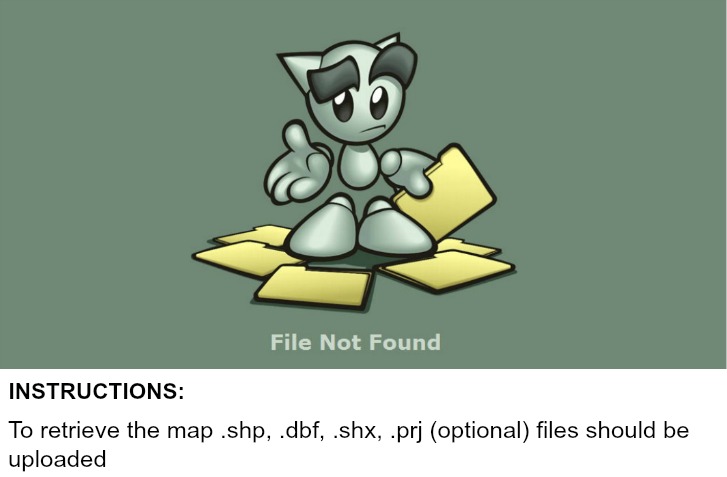 File Not Found
INSTRUCTIONS:
To retrieve the map .shp, .dbf, .shx, .prj (optional) files should be
uploaded